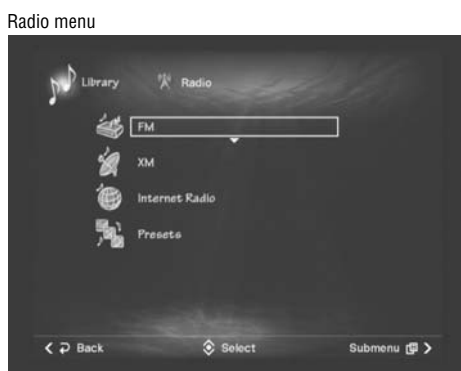 Radio menu
Library Radio
FM
XM
Internet Radio
Presets
Back Select Submenu